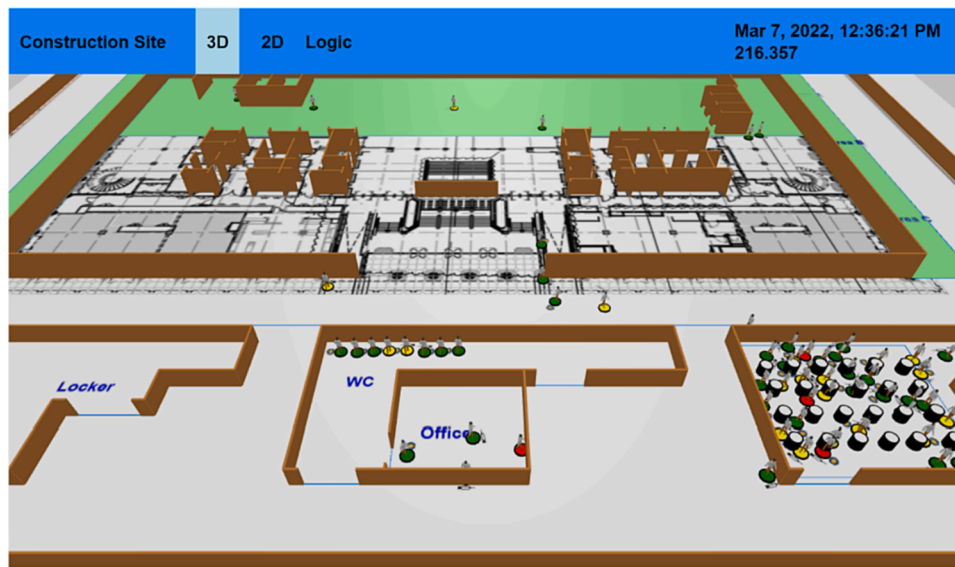 Construction Site 3D 2D Logic
Mar 7, 2022, 12:36:21 PM
216.357
Locker
WC
Office